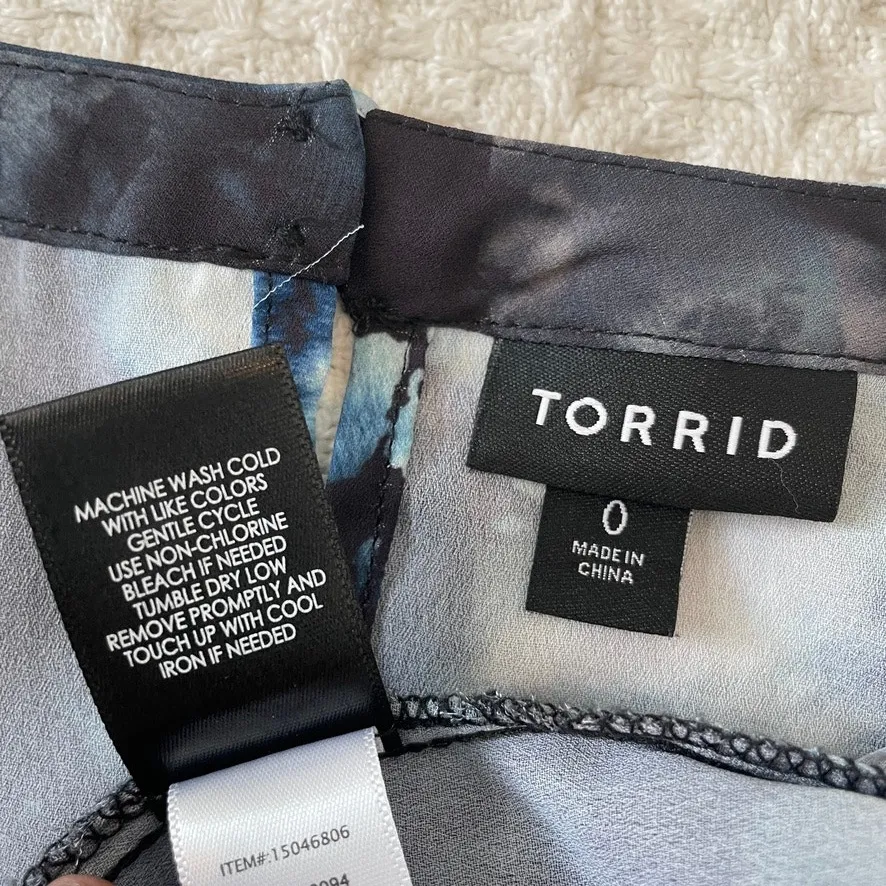 TORRID
0
MADE IN
CHINA
MACHINE WASH COLD
WITH LIKE COLORS
GENTLE CYCLE
USE NON-CHLORINE
BLEACH IF NEEDED
TUMBLE DRY LOW
REMOVE PROMPTLY AND
TOUCH UP WITH COOL
IRON IF NEEDED
ITEM#:15046806